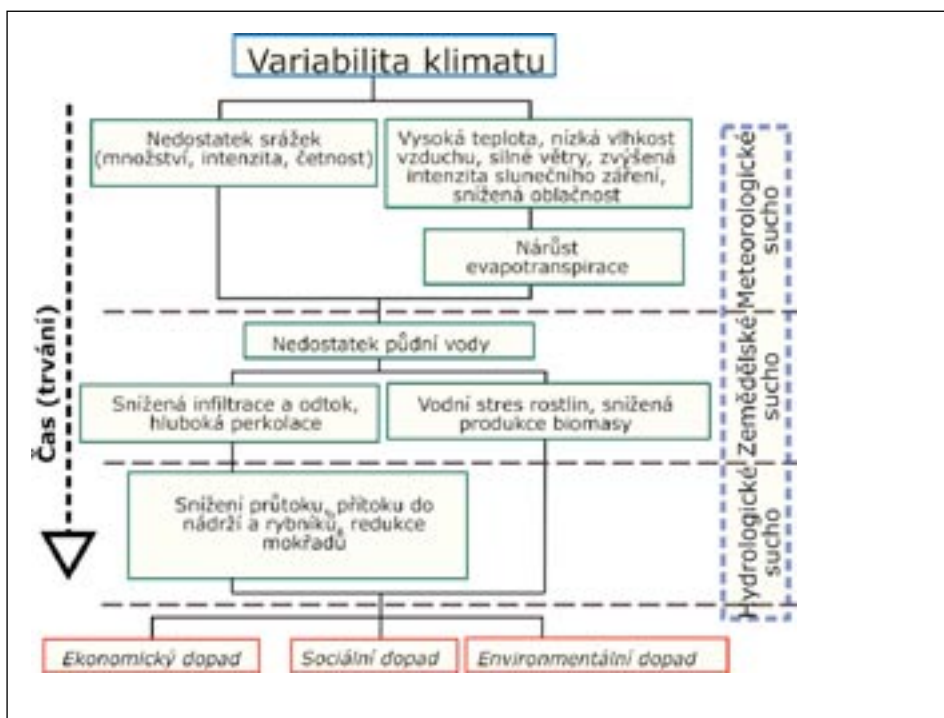 Variabilita klimatu
Nedostatek srážek
(množství, intenzita, četnost)
Vysoká teplota, nízká vlhkost
vzduchu, silné větry, zvýšená
intenzita slunečního záření,
snížená oblačnost
Nárůst
evapotranspirace
Nedostatek půdní vody
Snížená infiltrace a odtok,
hluboká perkolace
Vodní stres rostlin, snížená
produkce biomasy
Snížení průtoku, přítoku do
nádrží a rybníků, redukce
mokřadů
Ekonomický dopad
Sociální dopad
Environmentální dopad
Čas (trvání)
Meteorologické
sucho
Zemědělské
sucho
Hydrologické
sucho